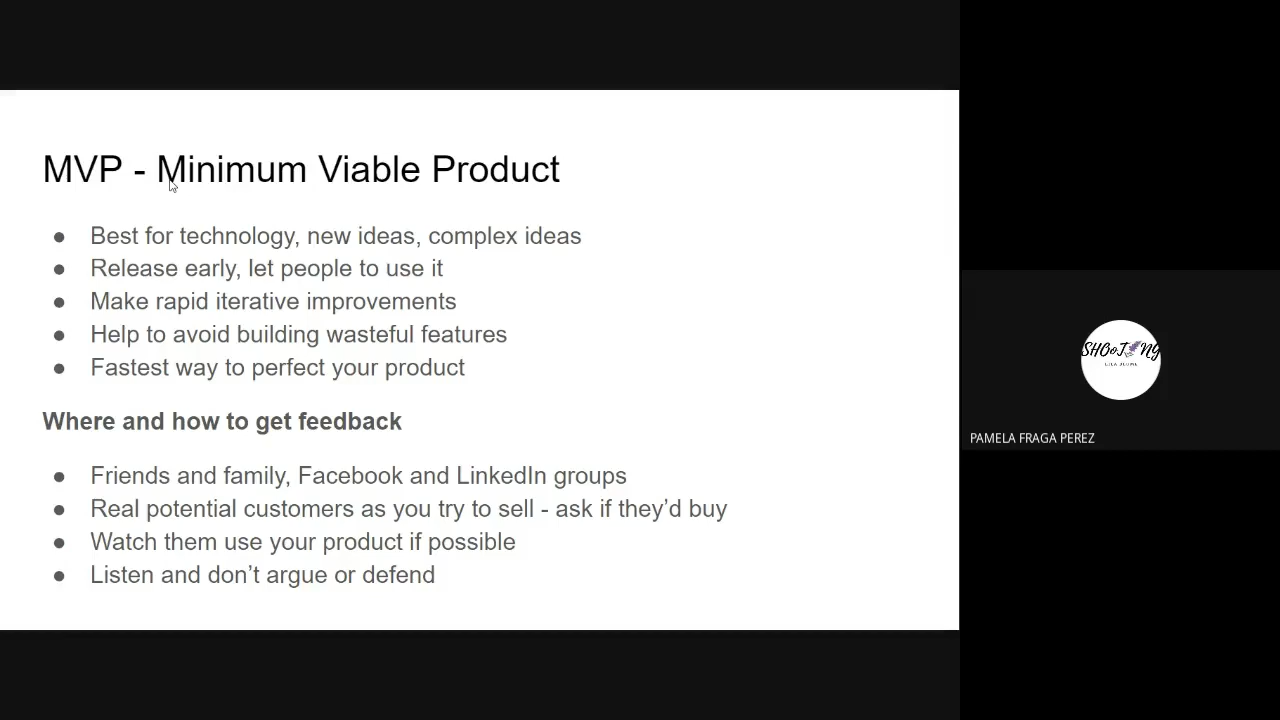 MVP - Minimum Viable Product
● Best for technology, new ideas, complex ideas
● Release early, let people to use it
● Make rapid iterative improvements
● Help to avoid building wasteful features
● Fastest way to perfect your product
Where and how to get feedback
● Friends and family, Facebook and LinkedIn groups
● Real potential customers as you try to sell - ask if they’d buy
● Watch them use your product if possible
● Listen and don’t argue or defend
PAMELA FRAGA PEREZ